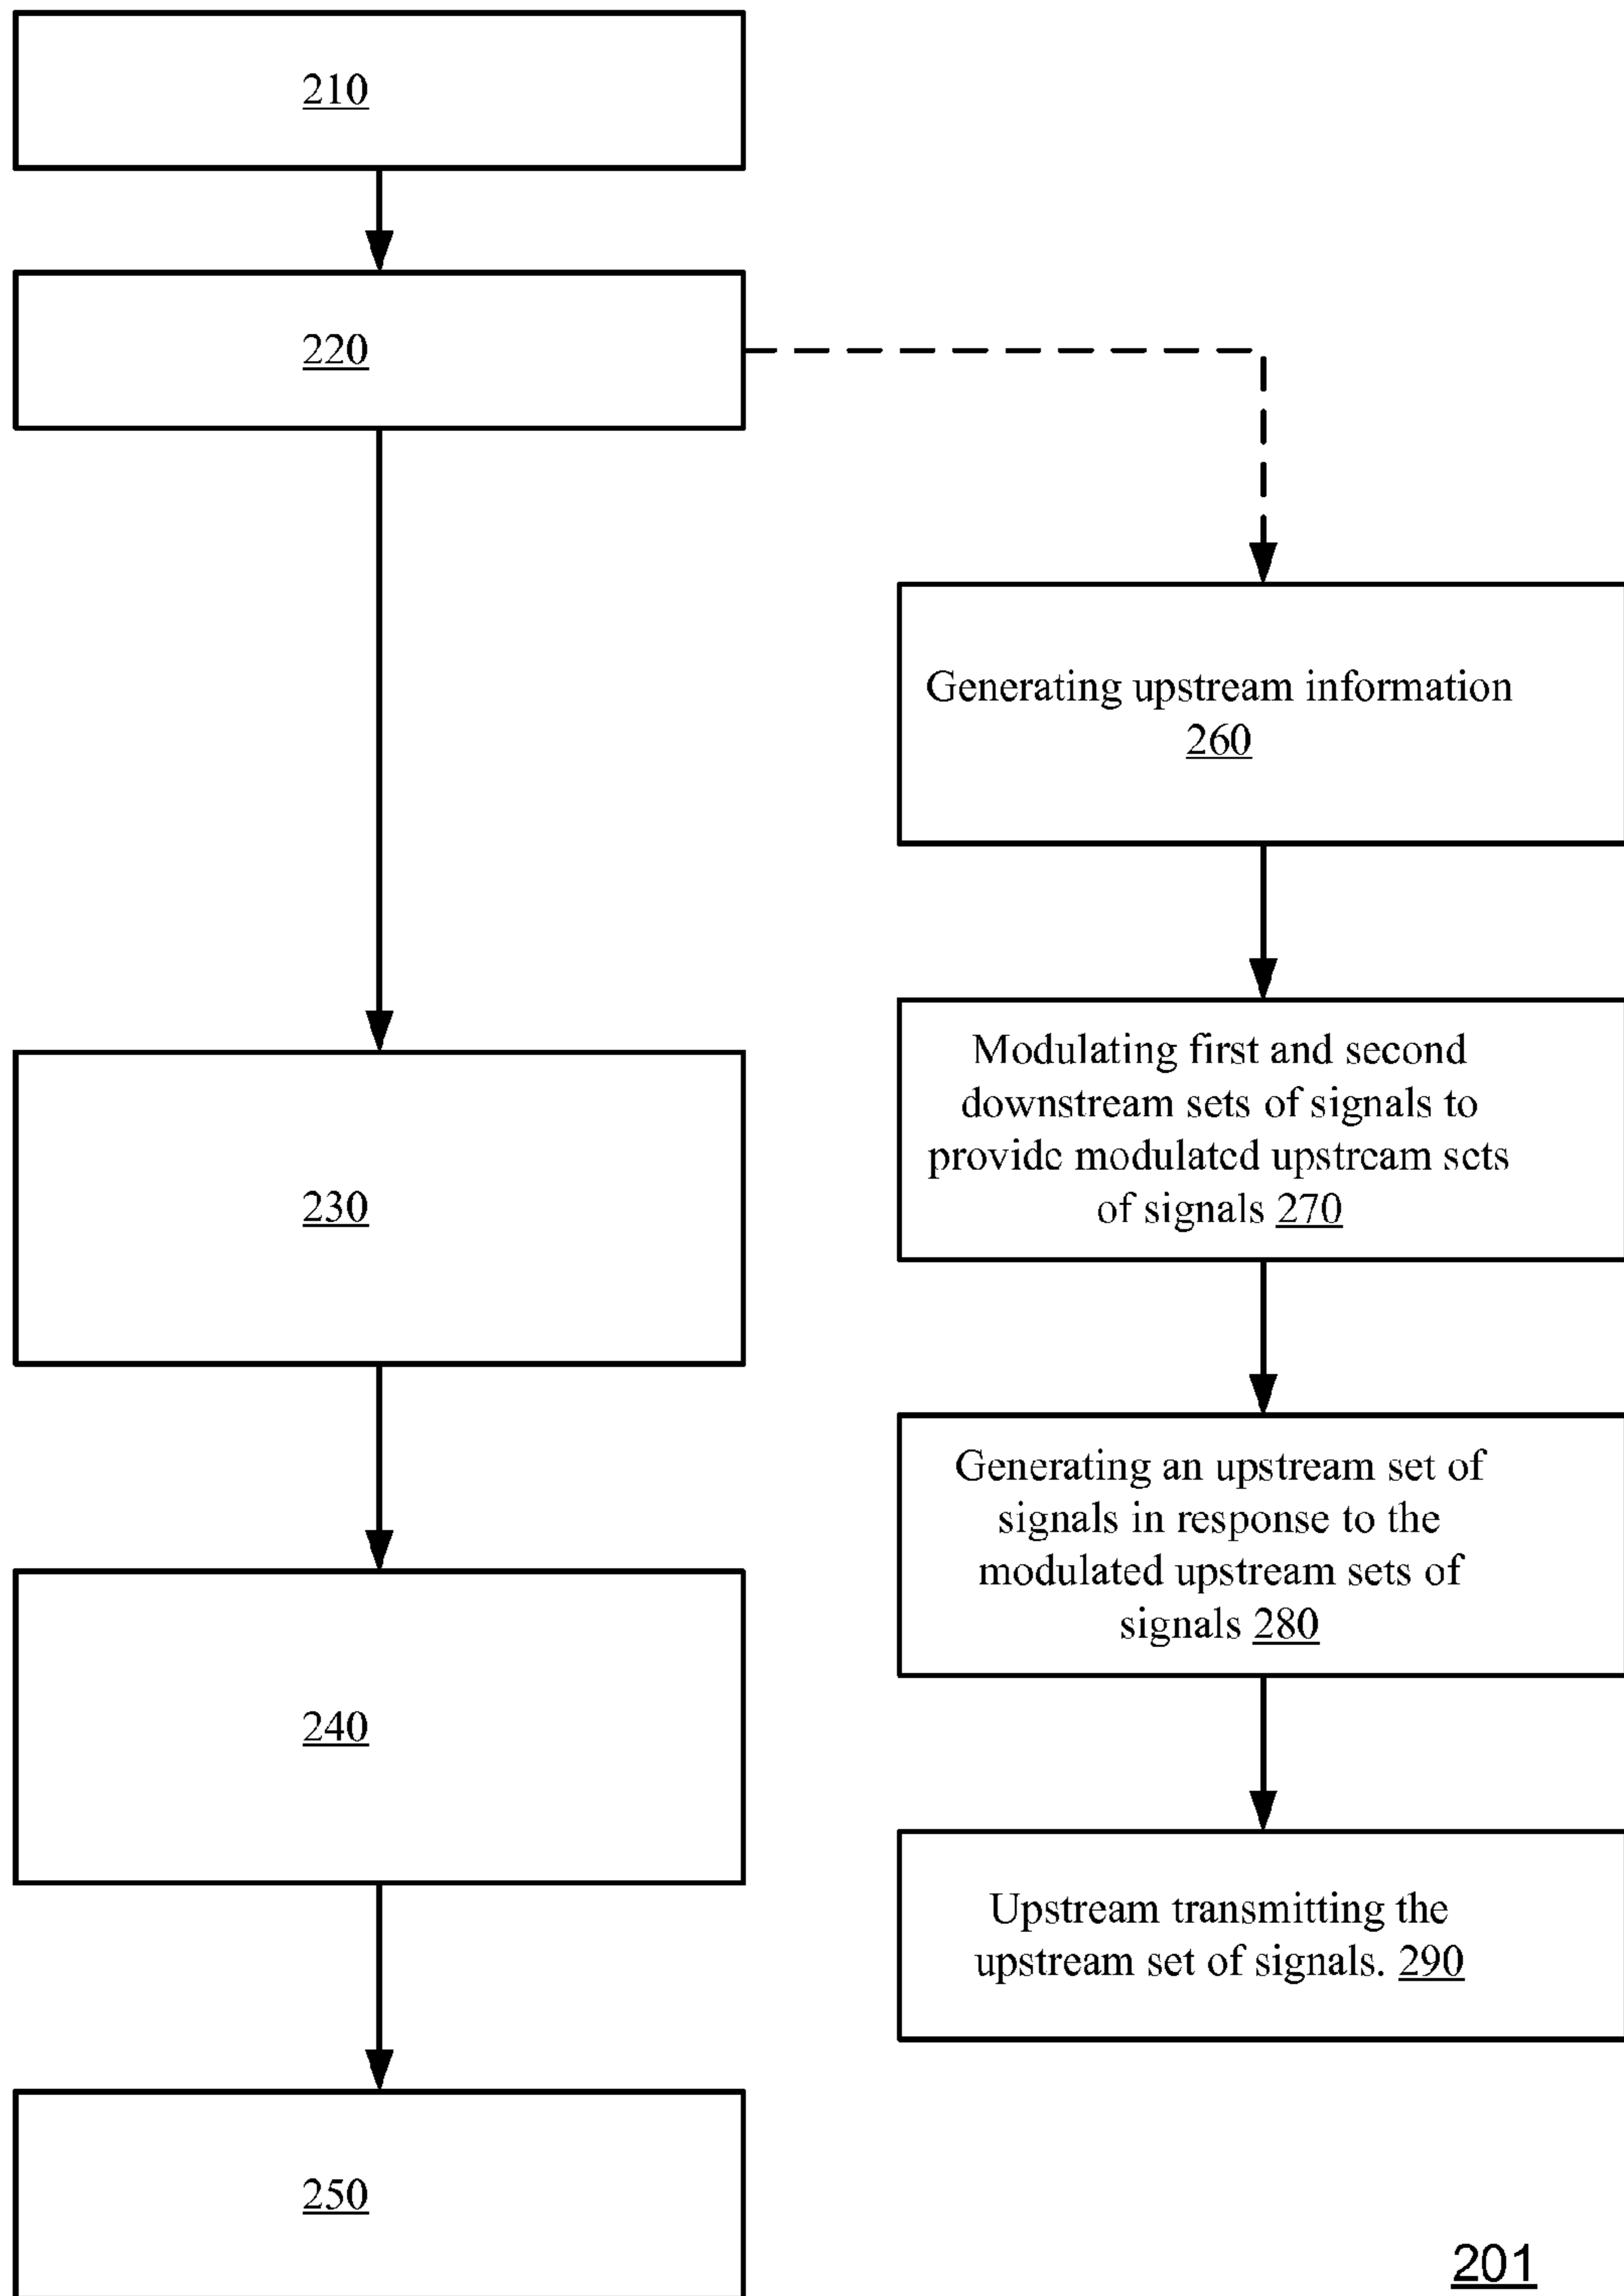 210
220
230
240
250
Generating upstream information
260
Modulating first and second
downstream sets of signals to
provide modulated upstream sets
of signals 270
Generating an upstream set of
signals in response to the
modulated upstream sets of
signals 280
Upstream transmitting the
upstream set of signals. 290
201